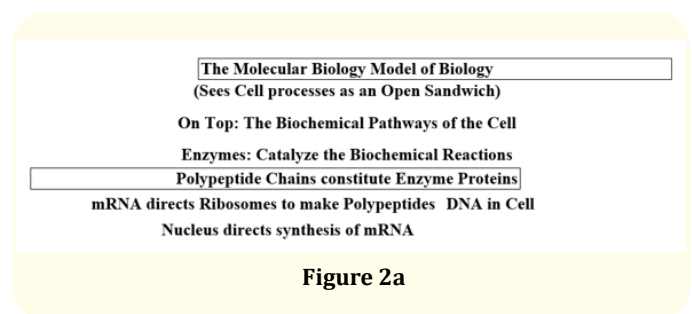 The Molecular Biology Model of Biology
(Sees Cell processes as an Open Sandwich)
On Top: The Biochemical Pathways of the Cell
Enzymes: Catalyze the Biochemical Reactions
Polypeptide Chains constitute Enzyme Proteins
mRNA directs Ribosomes to make Polypeptides DNA in Cell
Nucleus directs synthesis of mRNA
Figure 2a